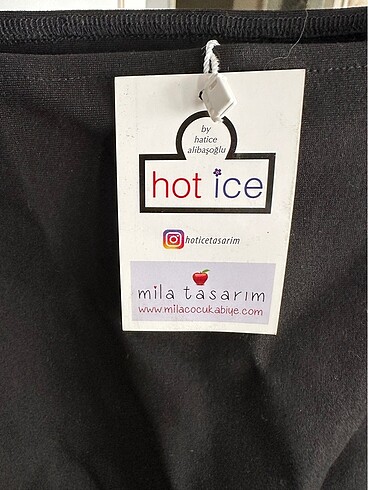 by
hatice
alibaşoğlu
hot ice
hoticetasarim
mila tasarım
www.milacocukabiye.com